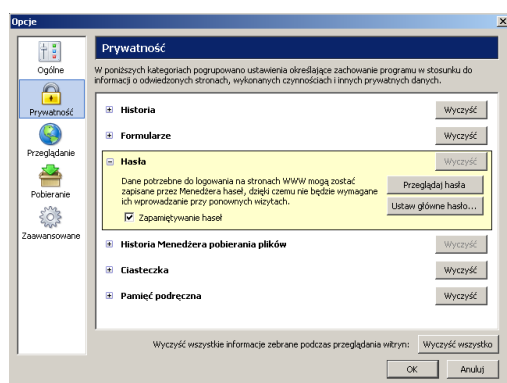 Opcje
Prywatność
Ogólne
Prywatność
Przeglądanie
Pobieranie
Zaawansowane
W poniższych kategoriach pogrupowano ustawienia określające zachowanie programu w stosunku do
informacji o odwiedzonych stronach, wykonanych czynnościach i innych prywatnych danych.
Historia
Wyczyść
Formularze
Wyczyść
Hasła
Wyczyść
Dane potrzebne do logowania na stronach WWW mogą zostać
zapisane przez Menedżera haseł, dzięki czemu nie będzie wymagane
ich wprowadzanie przy ponownych wizytach.
Przeglądaj hasła
Ustaw główne hasło...
Zapamiętywanie haseł
Historia Menedżera pobierania plików
Wyczyść
Ciasteczka
Wyczyść
Pamięć podręczna
Wyczyść
Wyczyść wszystkie informacje zebrane podczas przeglądania witryn:
Wyczyść wszystko
OK
Anuluj